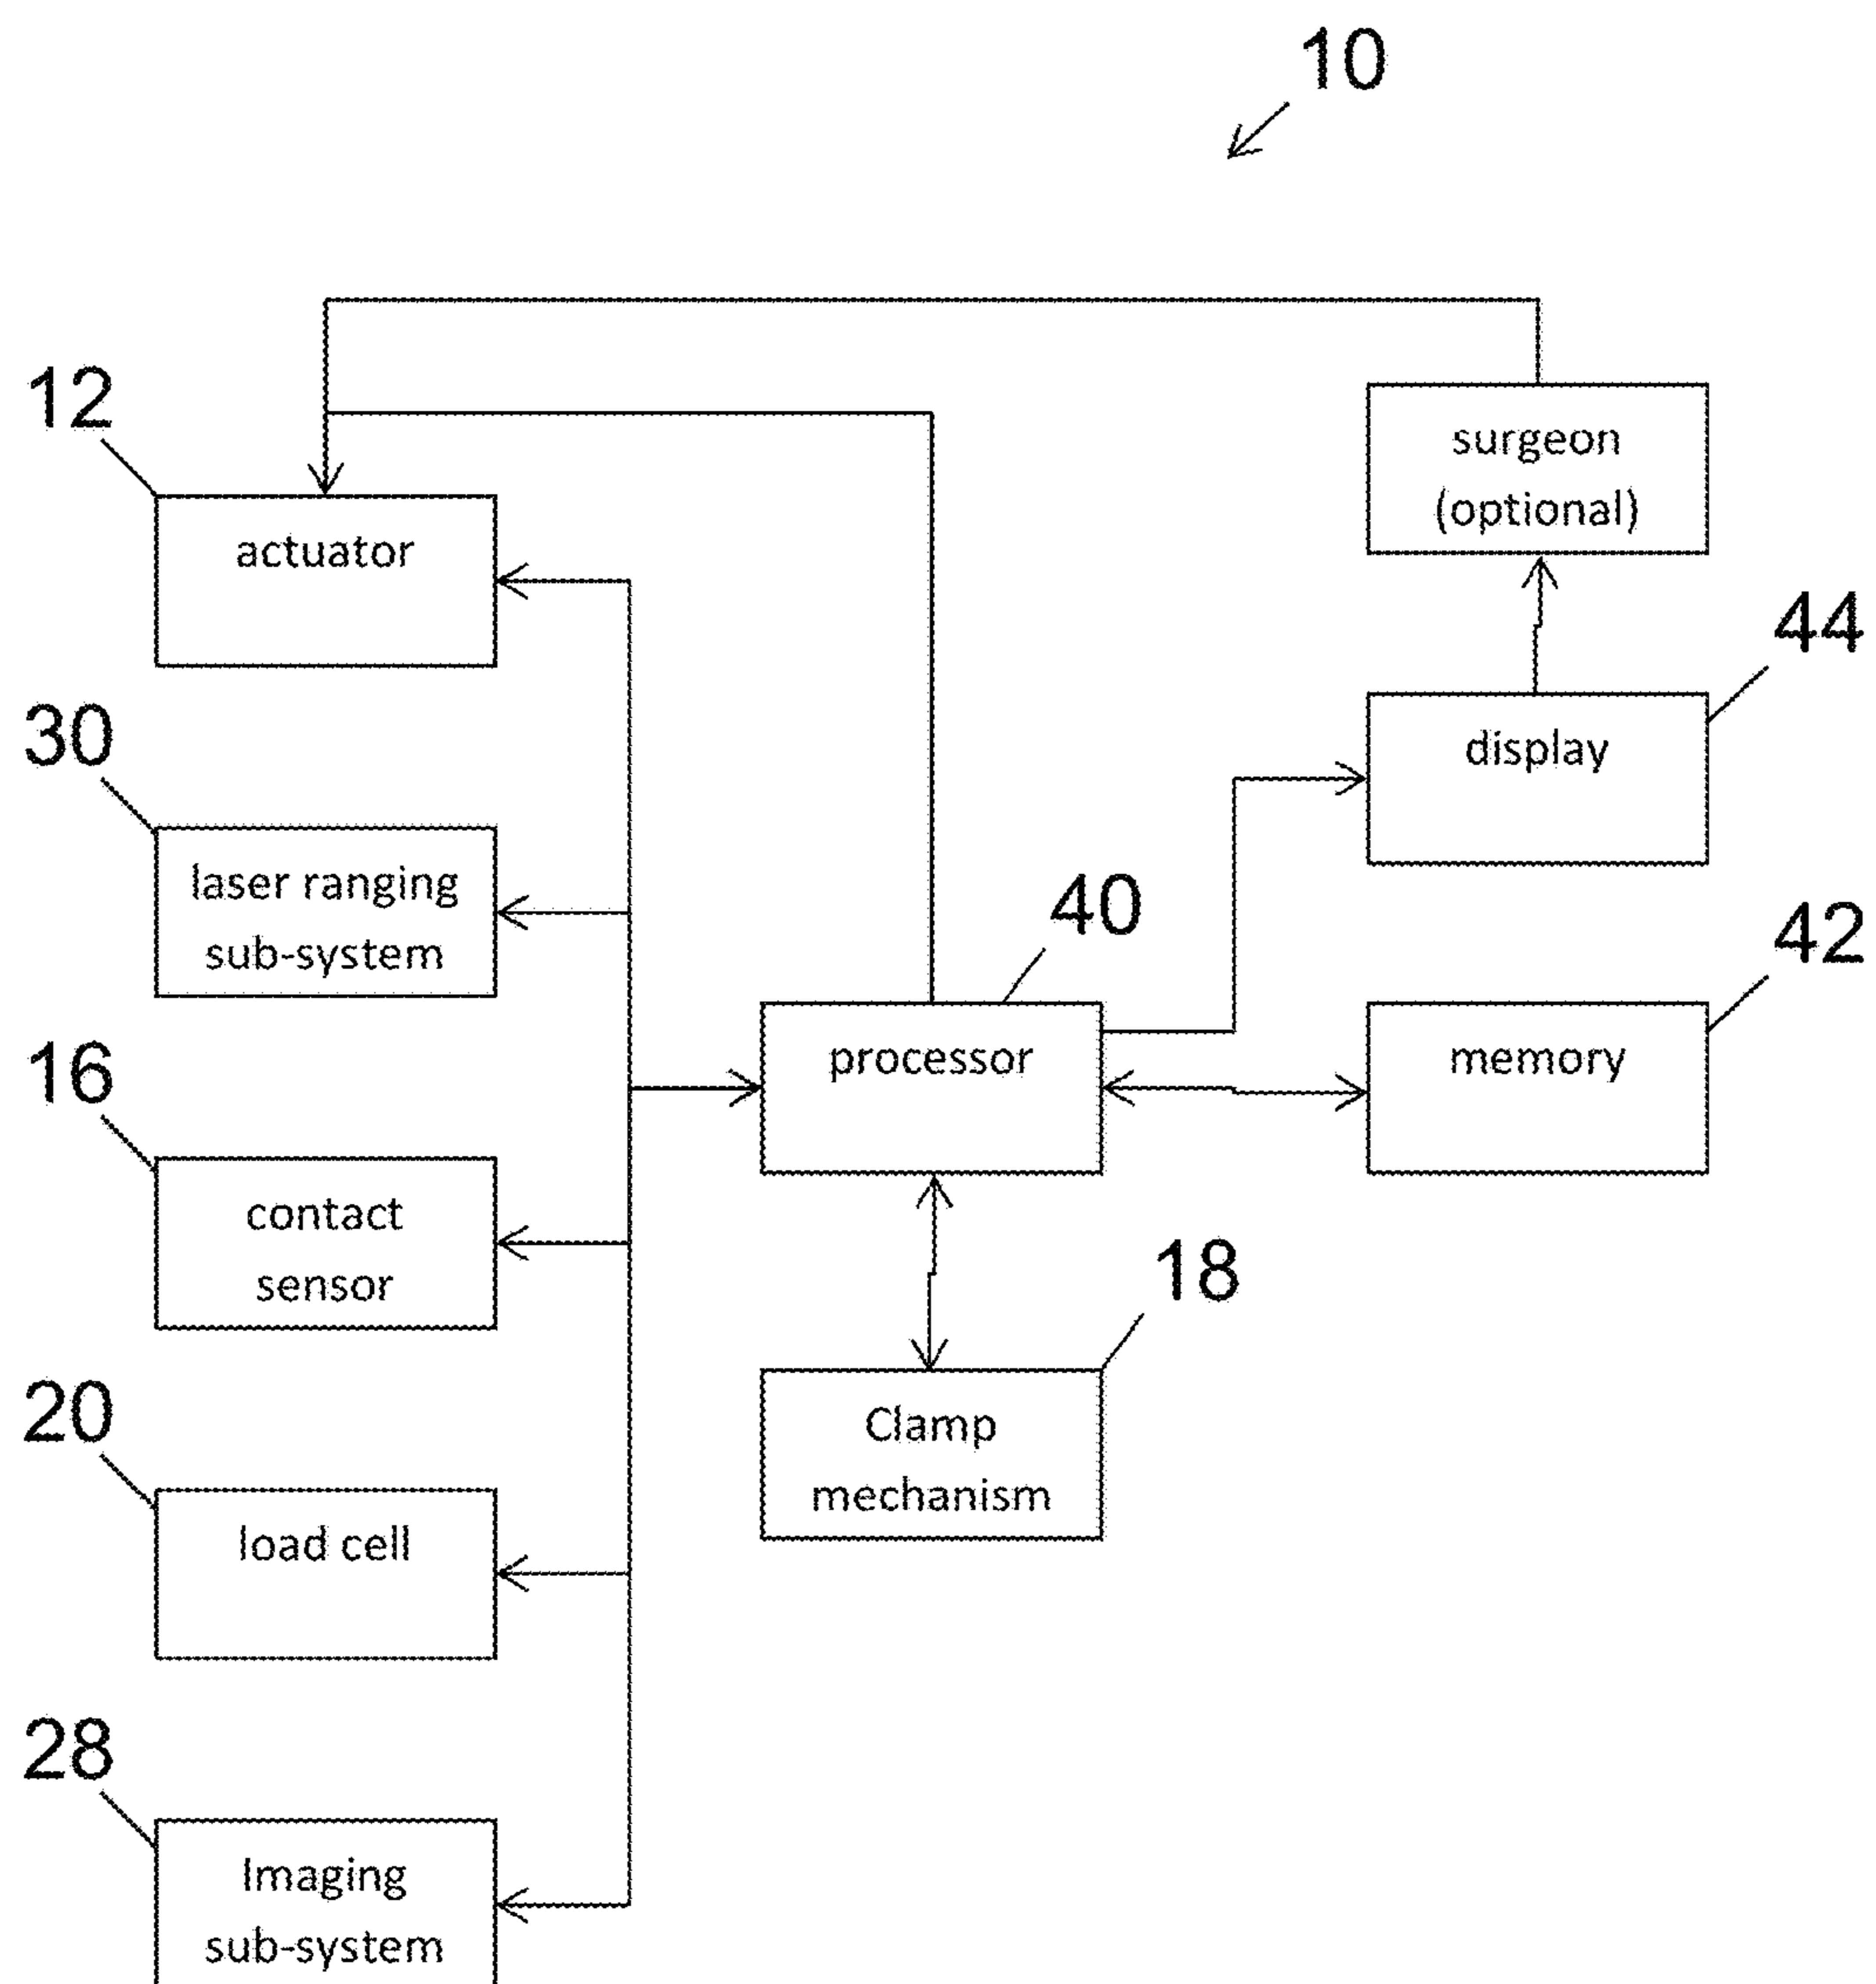 10
12
actuator
surgeon
(optional)
44
display
30
laser ranging
sub-system
40
processor
42
memory
16
contact
sensor
18
Clamp
mechanism
20
load cell
28
Imaging
sub-system